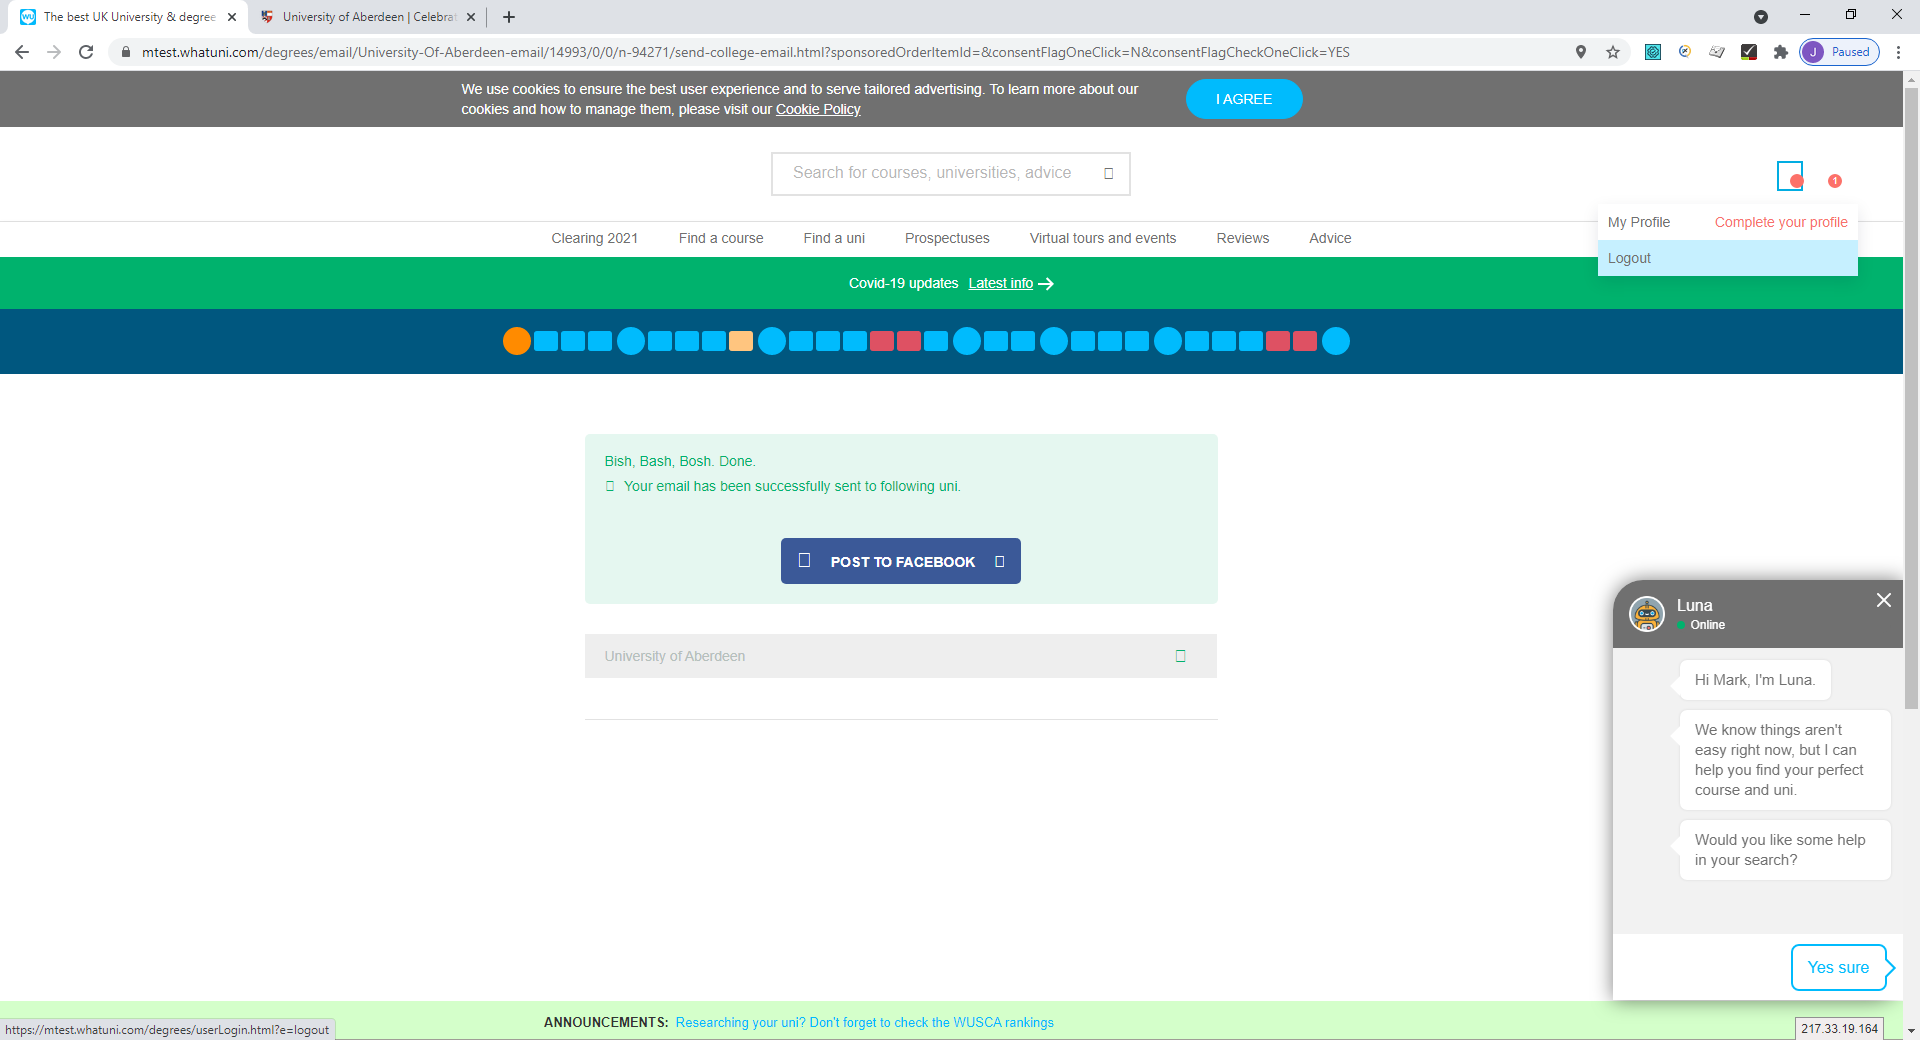 The best UK University & degree
University of Aberdeen | Celebrat
mtest.whatuni.com/degrees/email/University-Of-Aberdeen-email/14993/0/0/n-94271/send-college-email.html?sponsoredOrderItemId=&consentFlagOneClick=N&consentFlagCheckOneClick=YES
J Paused
We use cookies to ensure the best user experience and to serve tailored advertising. To learn more about our
cookies and how to manage them, please visit our Cookie Policy
I AGREE
Search for courses, universities, advice
1
My Profile Complete your profile
Logout
Clearing 2021 Find a course Find a uni Prospectuses Virtual tours and events Reviews Advice
Covid-19 updates Latest info
Bish, Bash, Bosh. Done.
Your email has been successfully sent to following uni.
POST TO FACEBOOK
University of Aberdeen
Luna
Online
Hi Mark, I'm Luna.
We know things aren't
easy right now, but I can
help you find your perfect
course and uni.
Would you like some help
in your search?
Yes sure
ANNOUNCEMENTS: Researching your uni? Don't forget to check the WUSCA rankings
https://mtest.whatuni.com/degrees/userLogin.html?e=logout
217.33.19.164